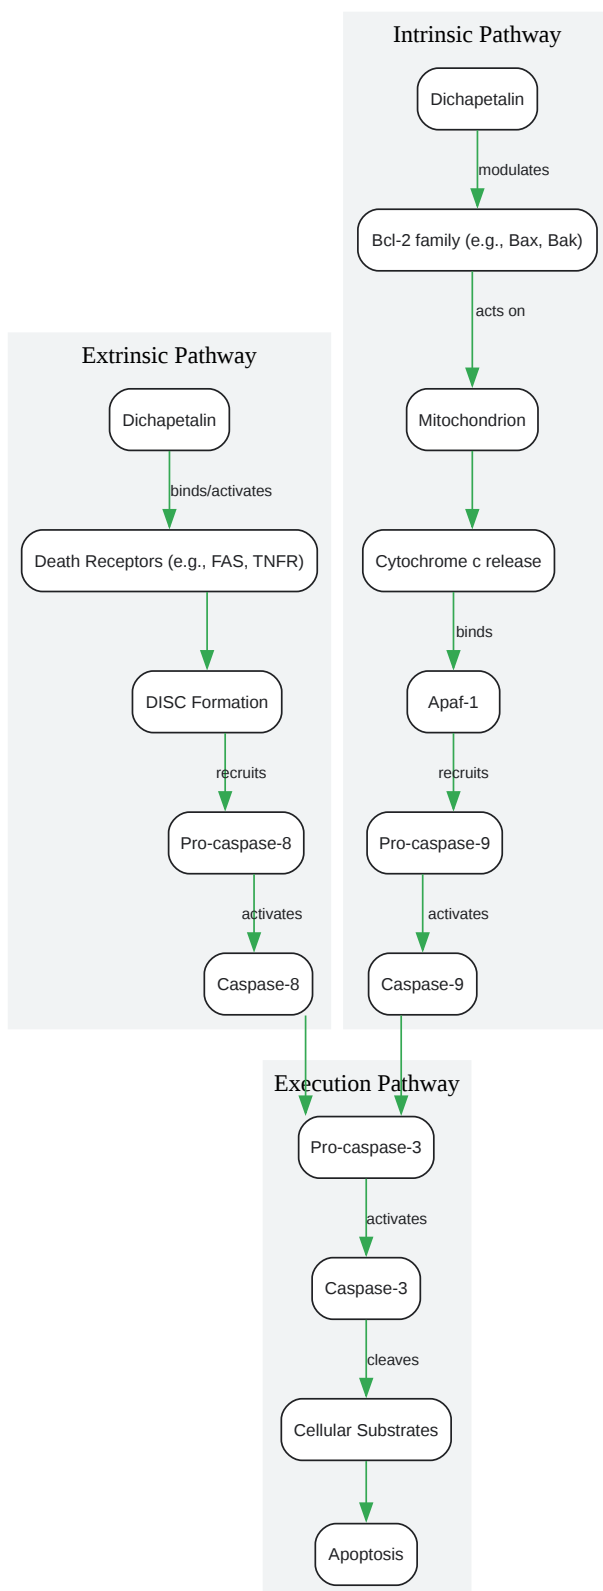 Intrinsic Pathway
Dichapetalin
modulates
Bcl-2 family (e.g., Bax, Bak)
acts on
Mitochondrion
Cytochrome c release
binds
Apaf-1
recruits
Pro-caspase-9
activates
Caspase-9
Extrinsic Pathway
Dichapetalin
binds/activates
Death Receptors (e.g., FAS, TNFR)
DISC Formation
recruits
Pro-caspase-8
activates
Caspase-8
Execution Pathway
Pro-caspase-3
activates
Caspase-3
cleaves
Cellular Substrates
Apoptosis